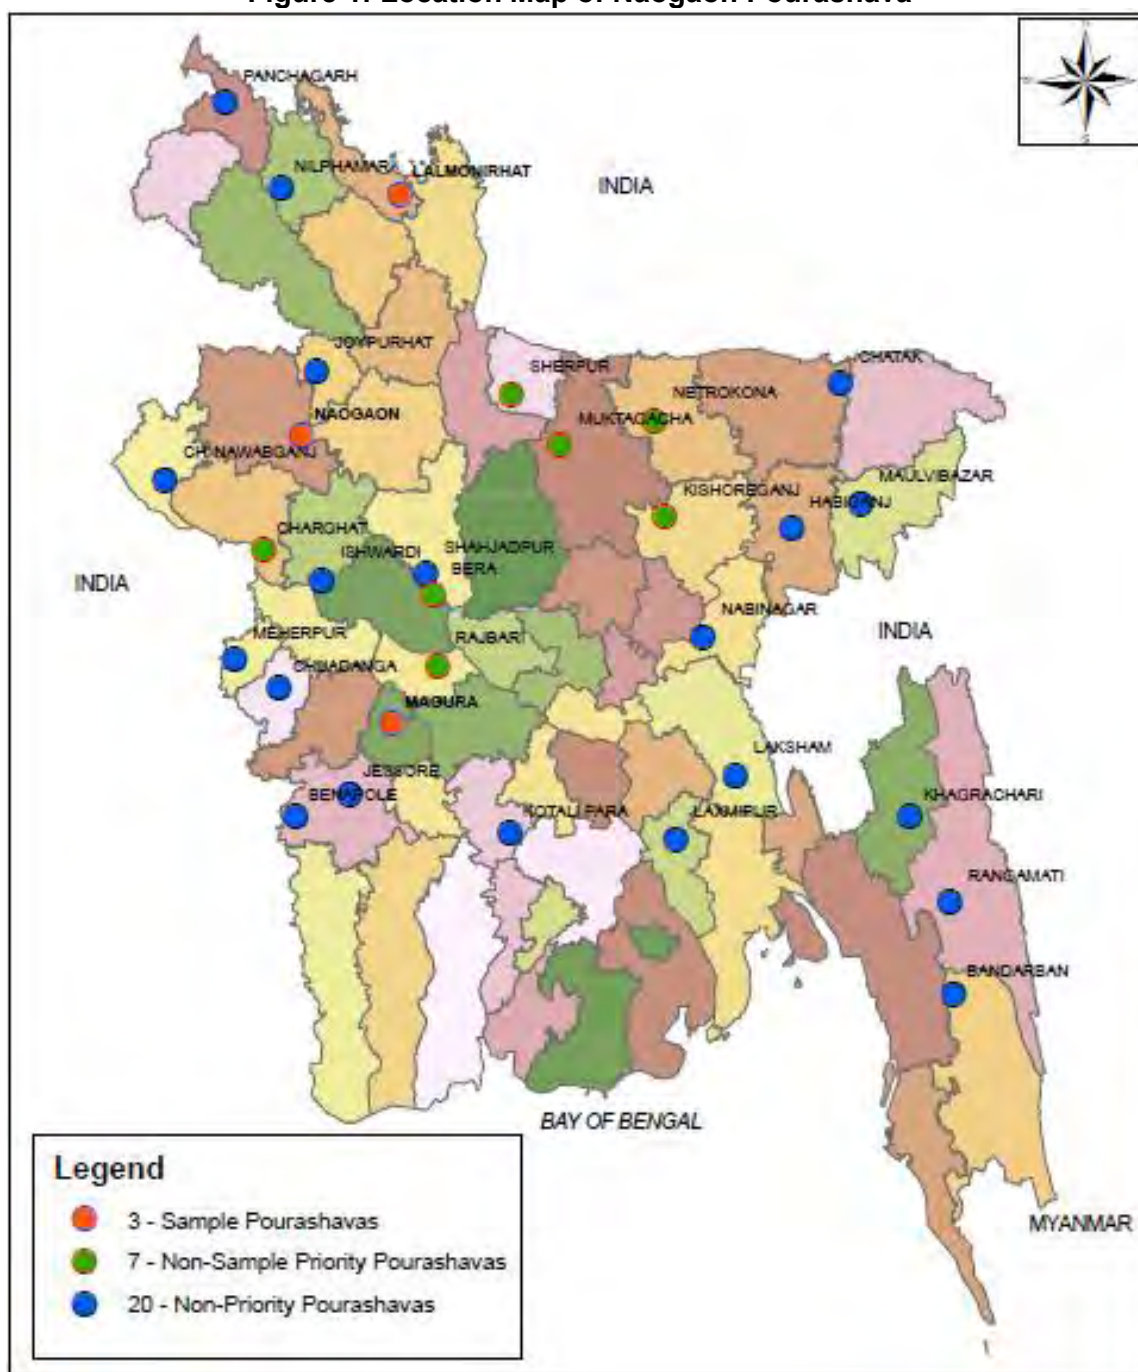 Figure 1: Location Map of Naogaon Pourashava
PANCHAGARH
NILPHAMARI
LALMONIRHAT
INDIA
JOYPURHAT
SHERPUR
CHATAK
NETROKONA
NAOGAON
MUKTAGACHA
CH. NAWABGANJ
MAULVIBAZAR
KISHOREGANJ
HABIGANJ
CHARGHAT
ISHWARDI
SHAHJADPUR
BERA
INDIA
NABINAGAR
MEHERPUR
RAJBARI
INDIA
CHUADANGA
MAGURA
LAKSHAM
JESSORE
BENAPOLE
KHAGRACHARI
KOTALI PARA
LAXMIPUR
RANGAMATI
BANDARBAN
BAY OF BENGAL
MYANMAR
Legend
3 - Sample Pourashavas
7 - Non-Sample Priority Pourashavas
20 - Non-Priority Pourashavas